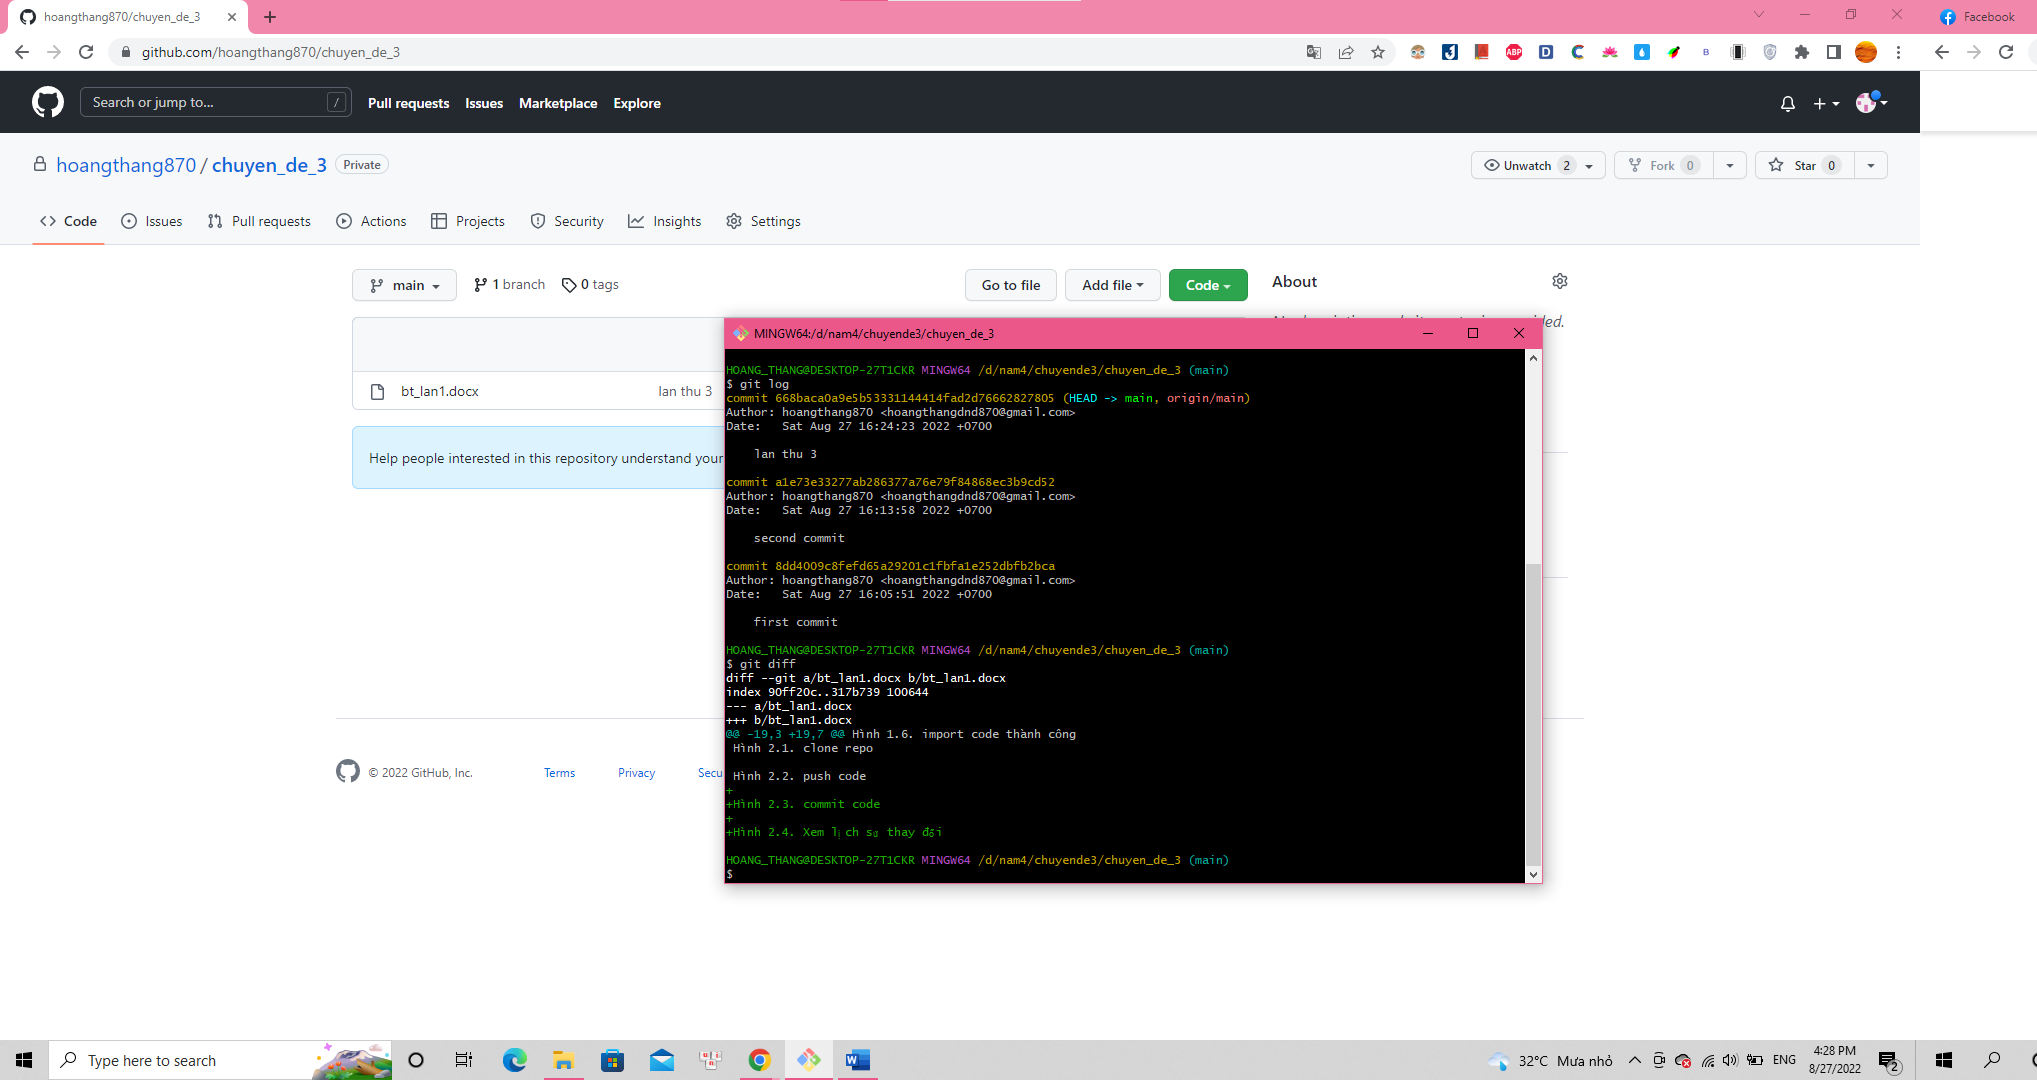 hoangthang870/chuyen_de_3
Facebook
github.com/hoangthang870/chuyen_de_3
Search or jump to... /
Pull requests Issues Marketplace Explore
hoangthang870 / chuyen_de_3 Private
Unwatch 2 Fork 0 Star 0
Code Issues Pull requests Actions Projects Security Insights Settings
main 1 branch 0 tags Go to file Add file Code About
bt_lan1.docx lan thu 3
Help people interested in this repository understand your
© 2022 GitHub, Inc. Terms Privacy Secu
MINGW64:/d/nam4/chuyende3/chuyen_de_3
HOANG_THANG@DESKTOP-27T1CKR MINGW64 /d/nam4/chuyende3/chuyen_de_3 (main)
$ git log
commit 668baca0a9e5b53331144414fad2d76662827805 (HEAD -> main, origin/main)
Author: hoangthang870 <hoangthangdnd870@gmail.com>
Date:   Sat Aug 27 16:24:23 2022 +0700
lan thu 3
commit a1e73e33277ab286377a76e79f84868ec3b9cd52
Author: hoangthang870 <hoangthangdnd870@gmail.com>
Date:   Sat Aug 27 16:13:58 2022 +0700
second commit
commit 8dd4009c8fefd65a29201c1fbfa1e252dbfb2bca
Author: hoangthang870 <hoangthangdnd870@gmail.com>
Date:   Sat Aug 27 16:05:51 2022 +0700
first commit
HOANG_THANG@DESKTOP-27T1CKR MINGW64 /d/nam4/chuyende3/chuyen_de_3 (main)
$ git diff
diff --git a/bt_lan1.docx b/bt_lan1.docx
index 90ff20c..317b739 100644
--- a/bt_lan1.docx
+++ b/bt_lan1.docx
@@ -19,3 +19,7 @@ Hình 1.6. import code thành công
Hình 2.1. clone repo
Hình 2.2. push code
+
+Hình 2.3. commit code
+
+Hình 2.4. Xem lịch sử thay đổi
HOANG_THANG@DESKTOP-27T1CKR MINGW64 /d/nam4/chuyende3/chuyen_de_3 (main)
$
Type here to search
32°C Mưa nhỏ
ENG
4:28 PM
8/27/2022
2